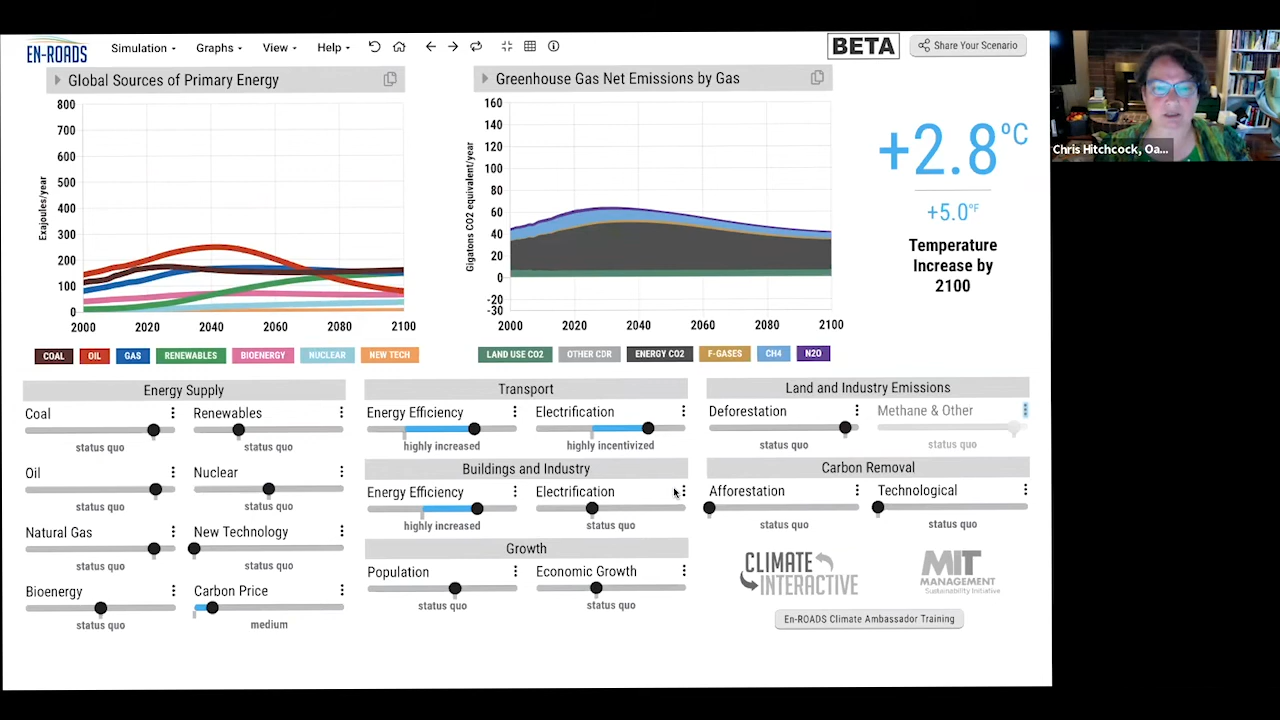 EN-ROADS
Simulation
Graphs
View
Help
BETA
Share Your Scenario
Global Sources of Primary Energy
800
700
600
500
400
300
200
100
0
Exajoules/year
2000 2020 2040 2060 2080 2100
COAL OIL GAS RENEWABLES BIOENERGY NUCLEAR NEW TECH
Greenhouse Gas Net Emissions by Gas
160
140
120
100
80
60
40
20
0
-20
-30
Gigatons CO2 equivalent/year
2000 2020 2040 2060 2080 2100
LAND USE CO2 OTHER CDR ENERGY CO2 F-GASES CH4 N2O
+2.8°C
+5.0°F
Temperature
Increase by
2100
Chris Hitchcock, Oa...
Energy Supply
Coal
status quo
Renewables
status quo
Oil
status quo
Nuclear
status quo
Natural Gas
status quo
New Technology
status quo
Bioenergy
status quo
Carbon Price
medium
Transport
Energy Efficiency
highly increased
Electrification
highly incentivized
Buildings and Industry
Energy Efficiency
highly increased
Electrification
status quo
Growth
Population
status quo
Economic Growth
status quo
Land and Industry Emissions
Deforestation
status quo
Methane & Other
status quo
Carbon Removal
Afforestation
status quo
Technological
status quo
CLIMATE
INTERACTIVE
MIT
MANAGEMENT
Sustainability Initiative
En-ROADS Climate Ambassador Training